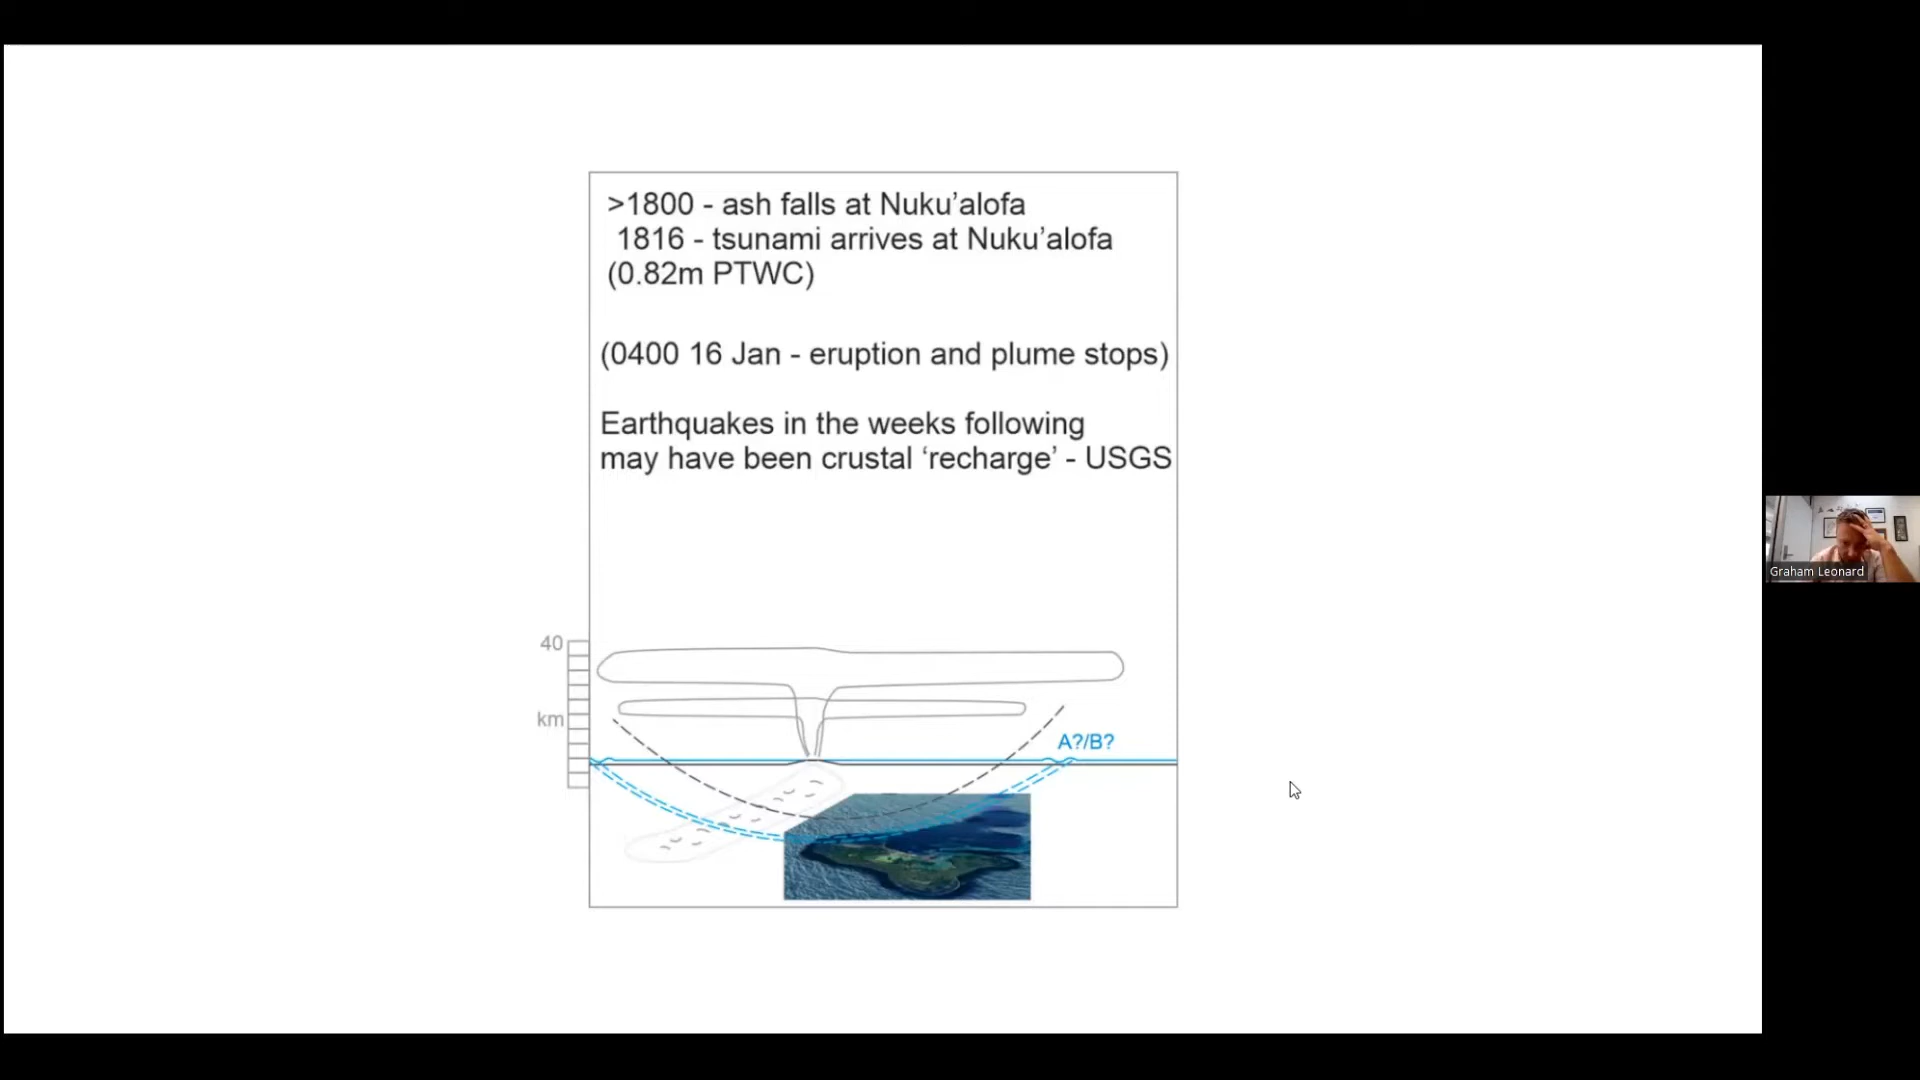 >1800 - ash falls at Nuku’alofa
1816 - tsunami arrives at Nuku’alofa
(0.82m PTWC)
(0400 16 Jan - eruption and plume stops)
Earthquakes in the weeks following
may have been crustal ‘recharge’ - USGS
40
km
A?/B?
Graham Leonard